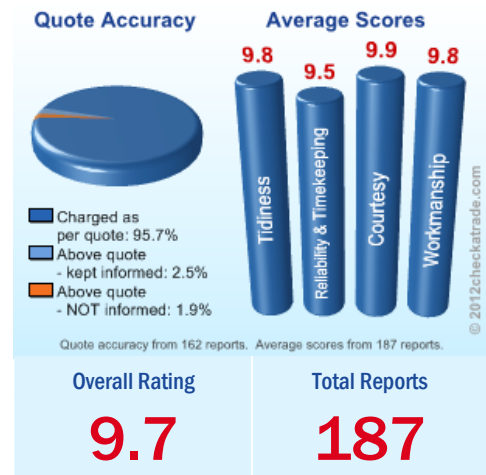 Quote Accuracy
Charged as
per quote: 95.7%
Above quote
- kept informed: 2.5%
Above quote
- NOT informed: 1.9%
Average Scores
9.8
9.5
9.9
9.8
Tidiness
Reliability & Timekeeping
Courtesy
Workmanship
© 2012checkatrade.com
Quote accuracy from 162 reports. Average scores from 187 reports.
Overall Rating
9.7
Total Reports
187